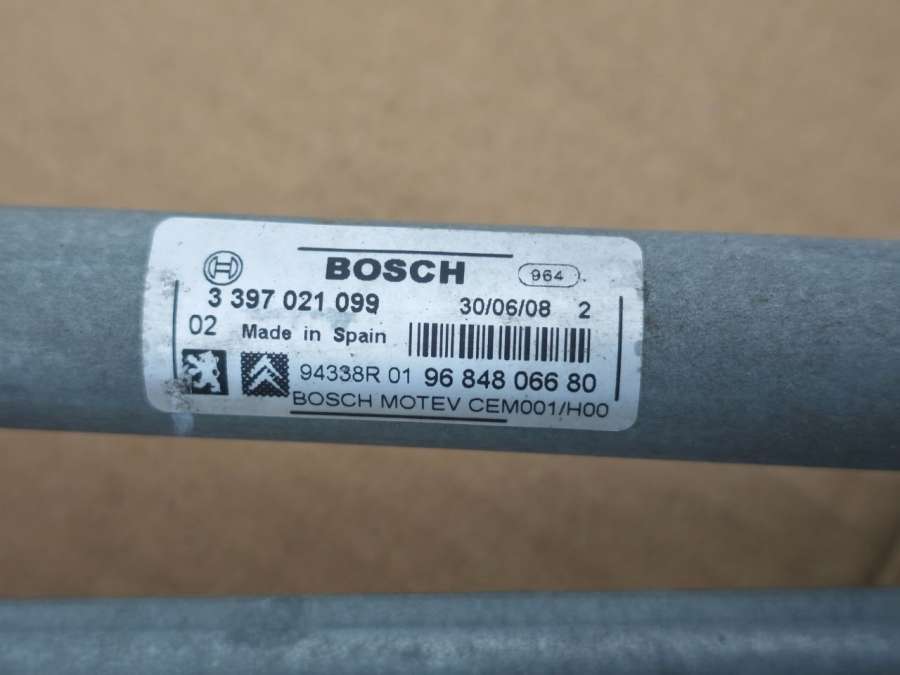 BOSCH 964
3 397 021 099 30/06/08 2
02 Made in Spain
94338R 01 96 848 066 80
BOSCH MOTEV CEM001/H00